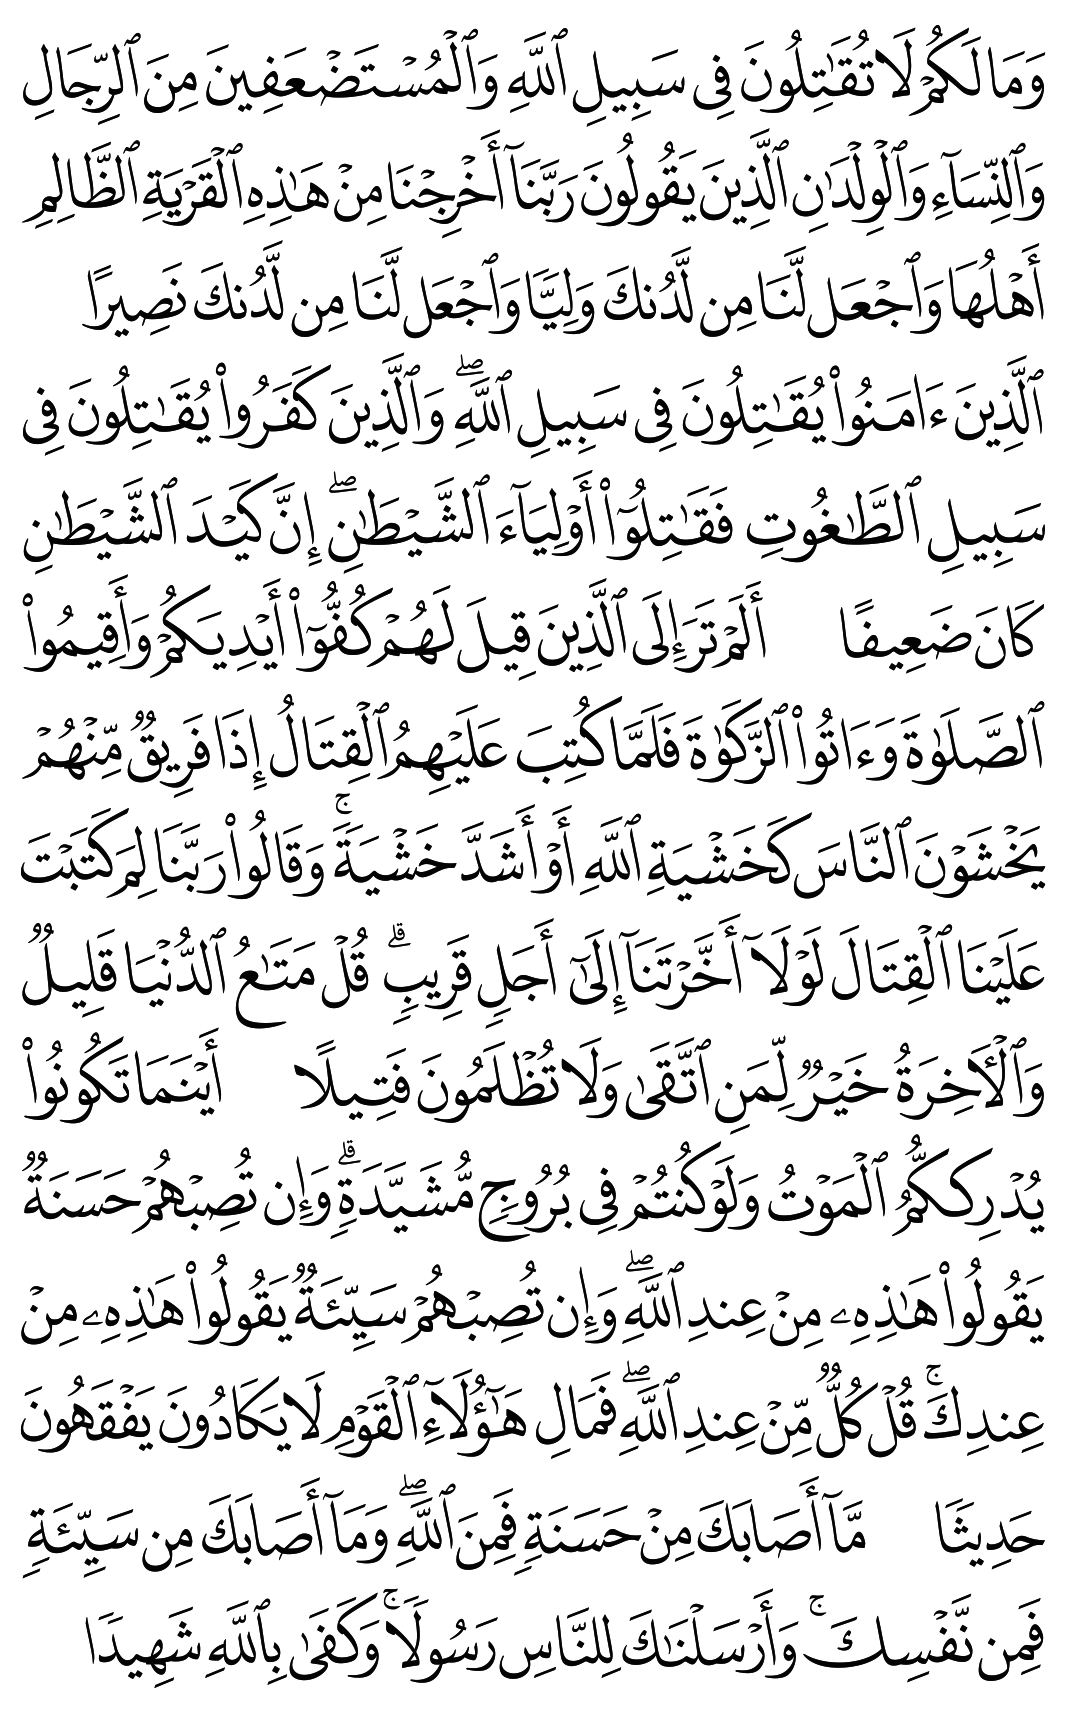 وَمَا لَكُمْ لَا تُقَٰتِلُونَ فِى سَبِيلِ ٱللَّهِ وَٱلْمُسْتَضْعَفِينَ مِنَ ٱلرِّجَالِ
وَٱلنِّسَآءِ وَٱلْوِلْدَٰنِ ٱلَّذِينَ يَقُولُونَ رَبَّنَآ أَخْرِجْنَا مِنْ هَٰذِهِ ٱلْقَرْيَةِ ٱلظَّالِمِ
أَهْلُهَا وَٱجْعَل لَّنَا مِن لَّدُنكَ وَلِيًّا وَٱجْعَل لَّنَا مِن لَّدُنكَ نَصِيرًا
ٱلَّذِينَ ءَامَنُوا۟ يُقَٰتِلُونَ فِى سَبِيلِ ٱللَّهِ ۖ وَٱلَّذِينَ كَفَرُوا۟ يُقَٰتِلُونَ فِى
سَبِيلِ ٱلطَّٰغُوتِ فَقَٰتِلُوٓا۟ أَوْلِيَآءَ ٱلشَّيْطَٰنِ ۖ إِنَّ كَيْدَ ٱلشَّيْطَٰنِ
كَانَ ضَعِيفًا أَلَمْ تَرَ إِلَى ٱلَّذِينَ قِيلَ لَهُمْ كُفُّوٓا۟ أَيْدِيَكُمْ وَأَقِيمُوا۟
ٱلصَّلَوٰةَ وَءَاتُوا۟ ٱلزَّكَوٰةَ فَلَمَّا كُتِبَ عَلَيْهِمُ ٱلْقِتَالُ إِذَا فَرِيقٌ مِّنْهُمْ
يَخْشَوْنَ ٱلنَّاسَ كَخَشْيَةِ ٱللَّهِ أَوْ أَشَدَّ خَشْيَةً ۚ وَقَالُوا۟ رَبَّنَا لِمَ كَتَبْتَ
عَلَيْنَا ٱلْقِتَالَ لَوْلَآ أَخَّرْتَنَآ إِلَىٰٓ أَجَلٍ قَرِيبٍ ۗ قُلْ مَتَٰعُ ٱلدُّنْيَا قَلِيلٌ
وَٱلْءَاخِرَةُ خَيْرٌ لِّمَنِ ٱتَّقَىٰ وَلَا تُظْلَمُونَ فَتِيلًا أَيْنَمَا تَكُونُوا۟
يُدْرِككُّمُ ٱلْمَوْتُ وَلَوْ كُنتُمْ فِى بُرُوجٍ مُّشَيَّدَةٍ ۗ وَإِن تُصِبْهُمْ حَسَنَةٌ
يَقُولُوا۟ هَٰذِهِۦ مِنْ عِندِ ٱللَّهِ ۖ وَإِن تُصِبْهُمْ سَيِّئَةٌ يَقُولُوا۟ هَٰذِهِۦ مِنْ
عِندِكَ ۚ قُلْ كُلٌّ مِّنْ عِندِ ٱللَّهِ ۖ فَمَالِ هَٰٓؤُلَآءِ ٱلْقَوْمِ لَا يَكَادُونَ يَفْقَهُونَ
حَدِيثًا مَّآ أَصَابَكَ مِنْ حَسَنَةٍ فَمِنَ ٱللَّهِ ۖ وَمَآ أَصَابَكَ مِن سَيِّئَةٍ
فَمِن نَّفْسِكَ ۚ وَأَرْسَلْنَٰكَ لِلنَّاسِ رَسُولًا ۚ وَكَفَىٰ بِٱللَّهِ شَهِيدًا